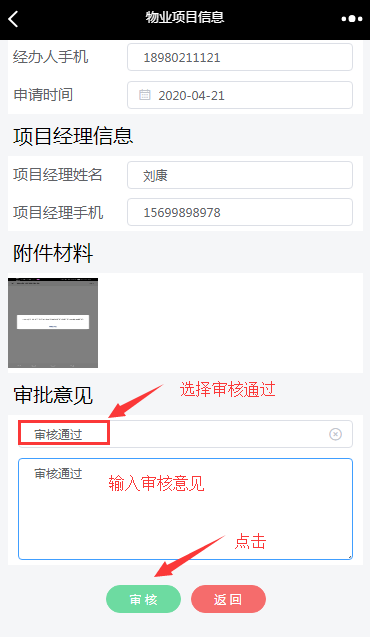 物业项目信息
经办人手机 18980211121
申请时间 2020-04-21
项目经理信息
项目经理姓名 刘康
项目经理手机 15699898978
附件材料
审批意见
选择审核通过
审核通过
审核通过
输入审核意见
点击
审核 返回